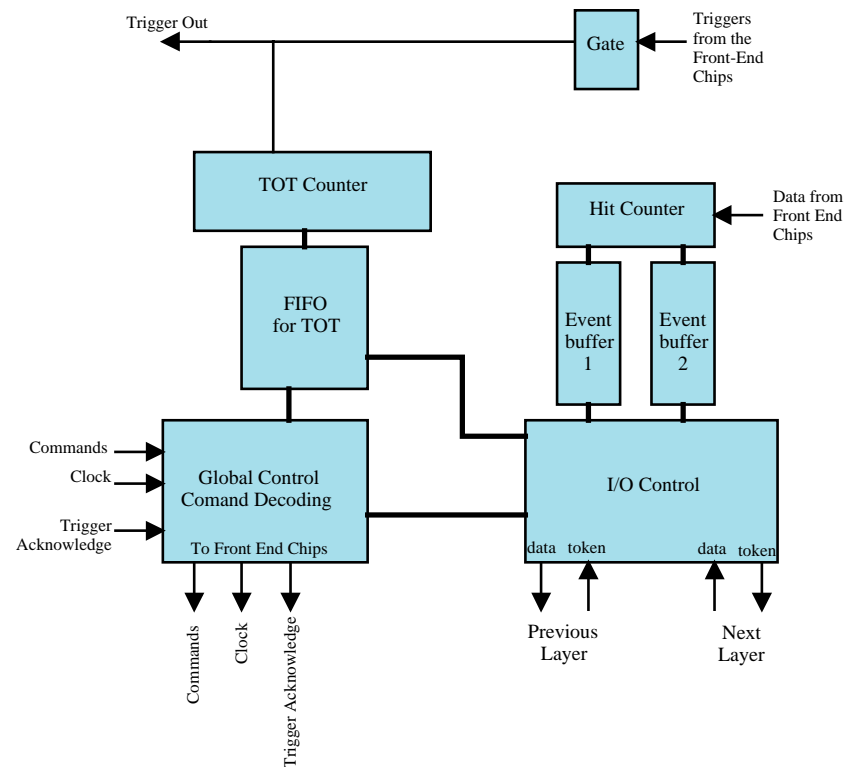 Trigger Out
Gate
Triggers
from the
Front-End
Chips
TOT Counter
Hit Counter
Data from
Front End
Chips
FIFO
for TOT
Event
buffer
1
Event
buffer
2
Commands
Clock
Trigger
Acknowledge
Global Control
Comand Decoding
To Front End Chips
I/O Control
data
token
data
token
Commands
Clock
Trigger Acknowledge
Previous
Layer
Next
Layer